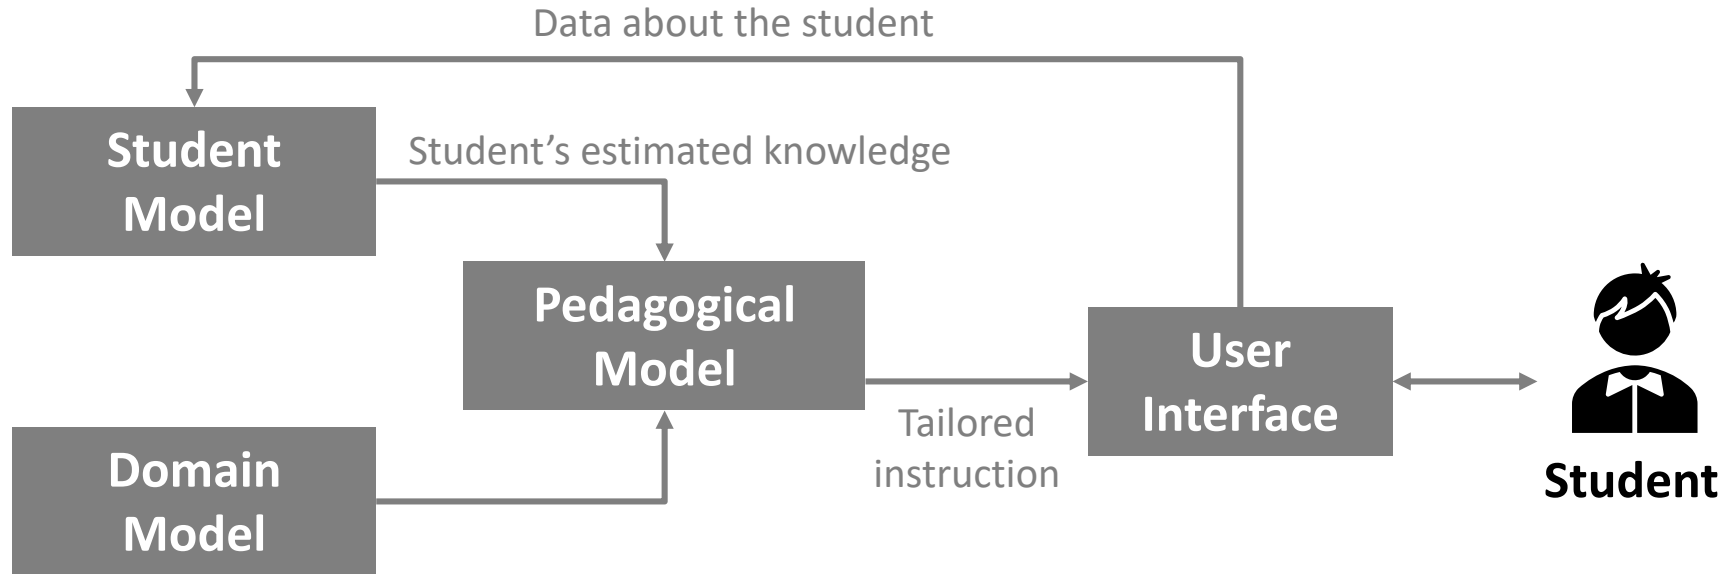 Data about the student
Student
Model
Student’s estimated knowledge
Pedagogical
Model
User
Interface
Tailored
instruction
Domain
Model
Student